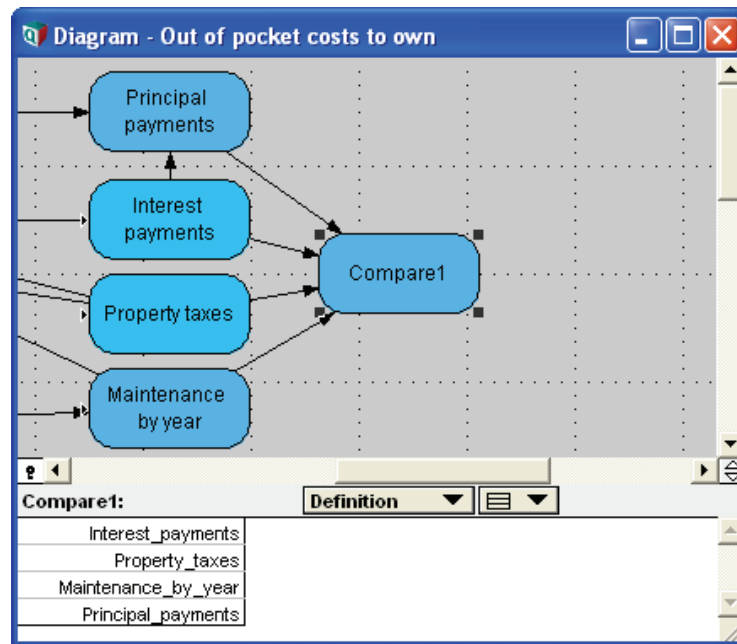 Diagram - Out of pocket costs to own
Principal
payments
Interest
payments
Compare1
Property taxes
Maintenance
by year
Compare1:
Definition
Interest_payments
Property_taxes
Maintenance_by_year
Principal_payments